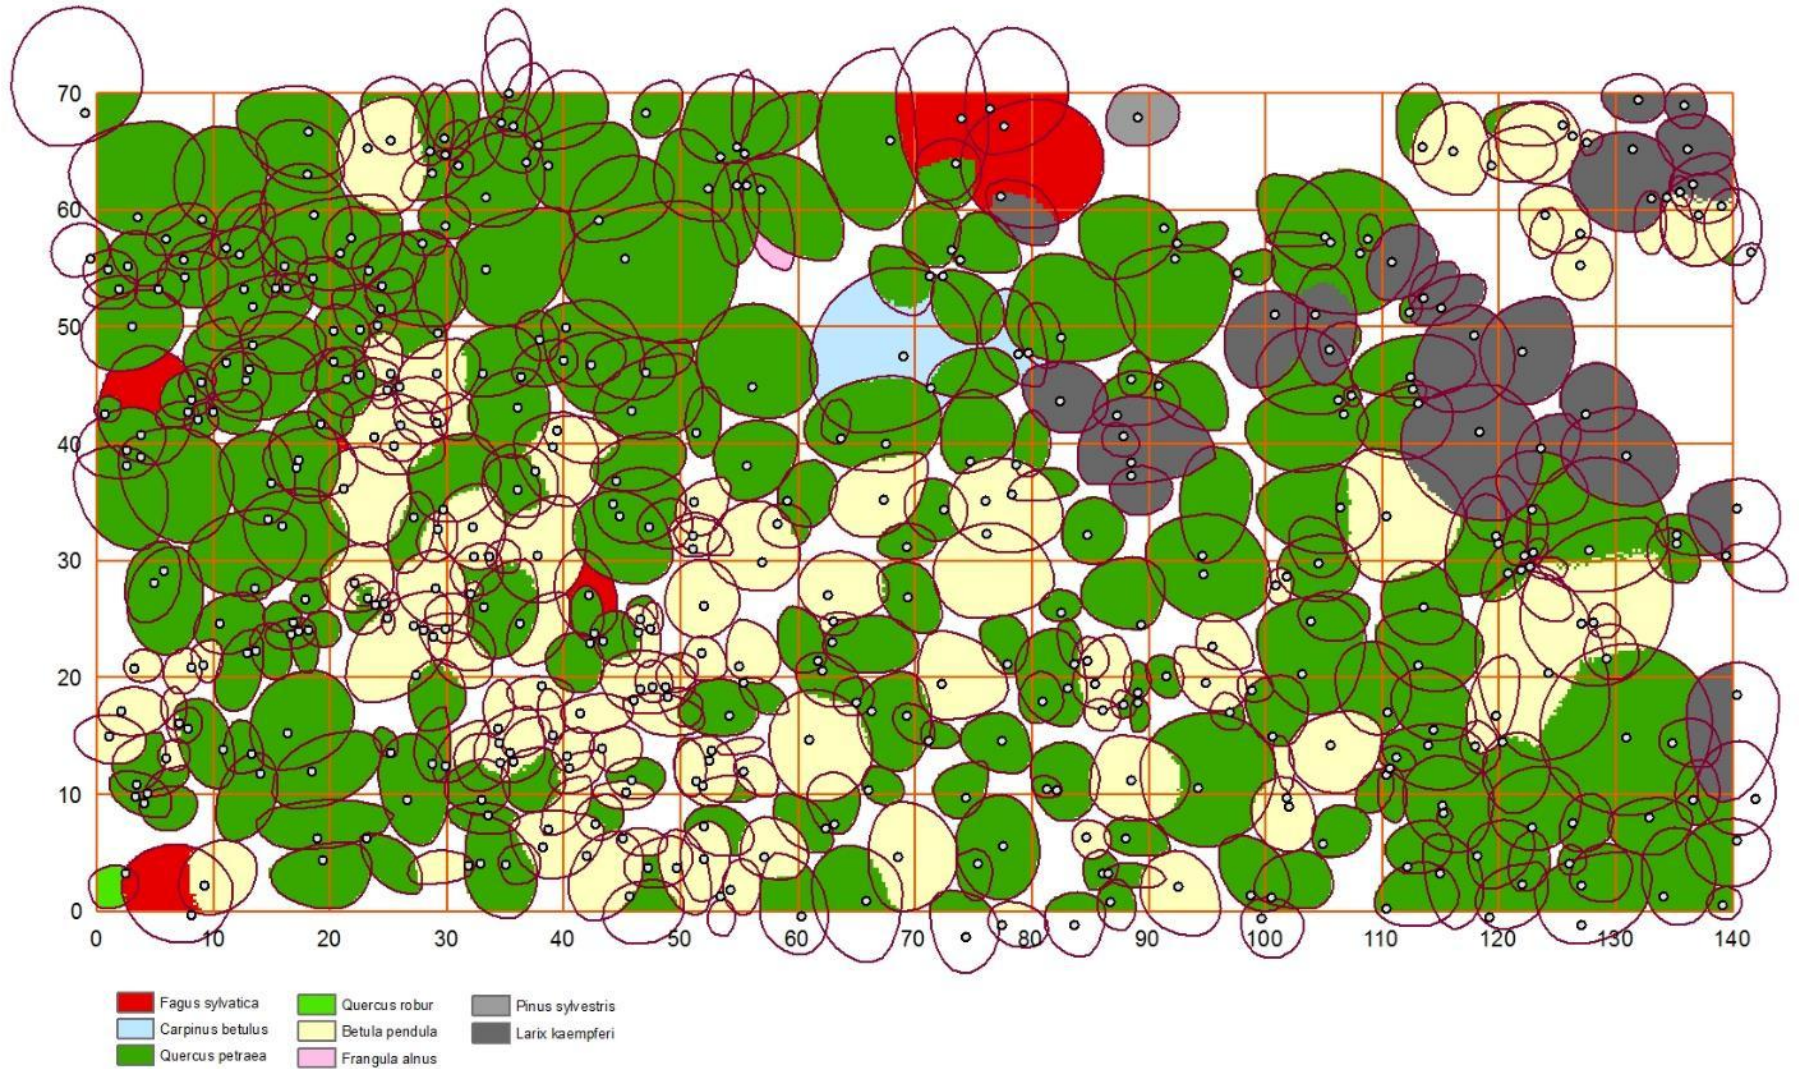 70
60
50
40
30
20
10
0
0 10 20 30 40 50 60 70 80 90 100 110 120 130 140
Fagus sylvatica Quercus robur Pinus sylvestris
Carpinus betulus Betula pendula Larix kaempferi
Quercus petraea Frangula alnus